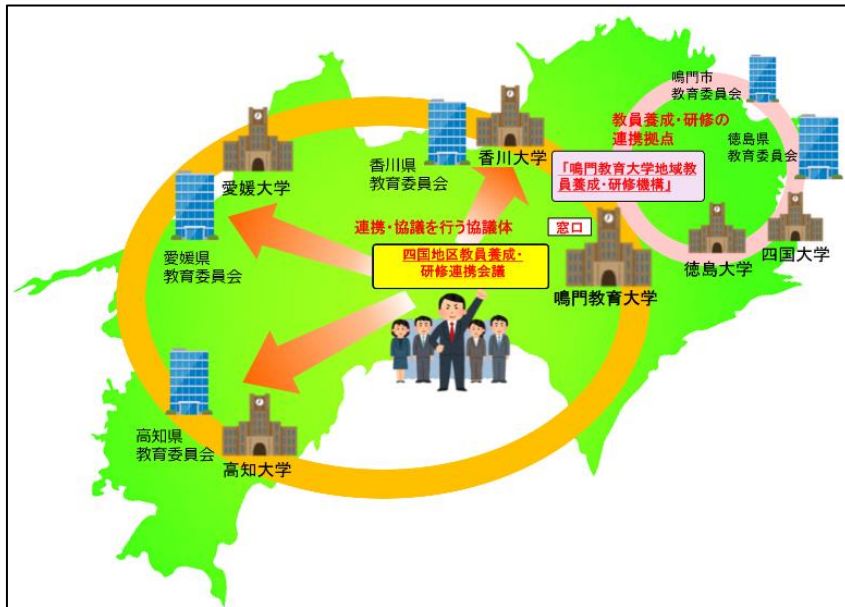 鳴門市
教育委員会
教員養成・研修の
連携拠点
徳島県
教育委員会
香川県
教育委員会
香川大学
「鳴門教育大学地域教
員養成・研修機構」
愛媛大学
連携・協議を行う協議体
窓口
愛媛県
教育委員会
四国地区教員養成・
研修連携会議
徳島大学
四国大学
鳴門教育大学
高知県
教育委員会
高知大学